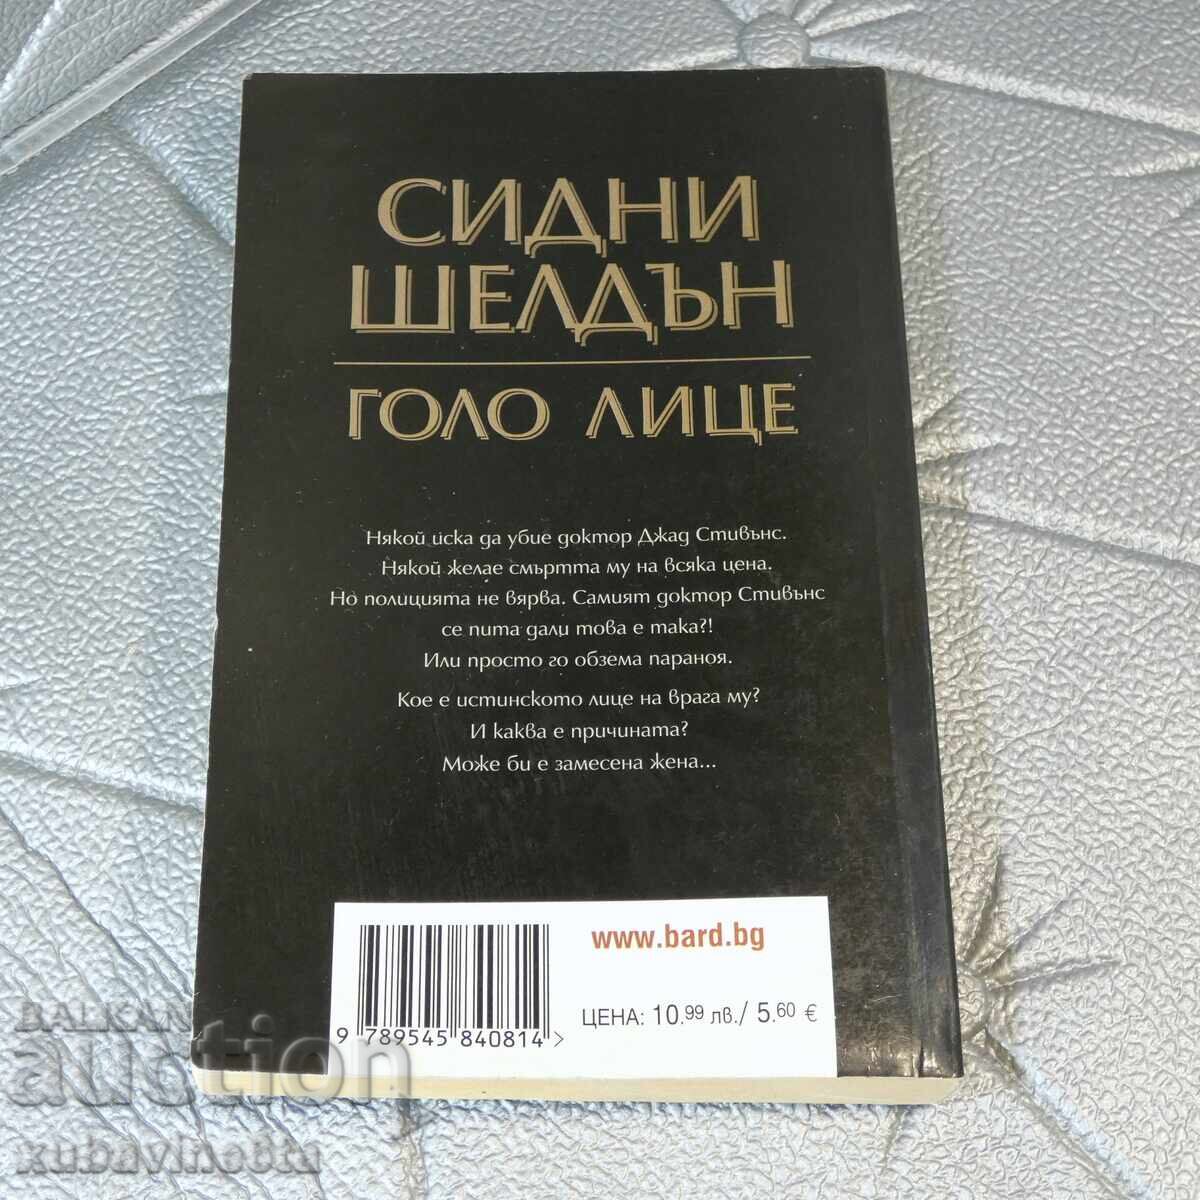 СИДНИ
ШЕЛДЪН
ГОЛО ЛИЦЕ
Някой иска да убие доктор Джад Стивънс.
Някой желае смъртта му на всяка цена.
Но полицията не вярва. Самият доктор Стивънс
се пита дали това е така?!
Или просто го обзема параноя.
Кое е истинското лице на врага му?
И каква е причината?
Може би е замесена жена...
www.bard.bg
ЦЕНА: 10.99 лв./ 5.60 €
9 789545 840814 >
BALKAN
auction
xubavinetta